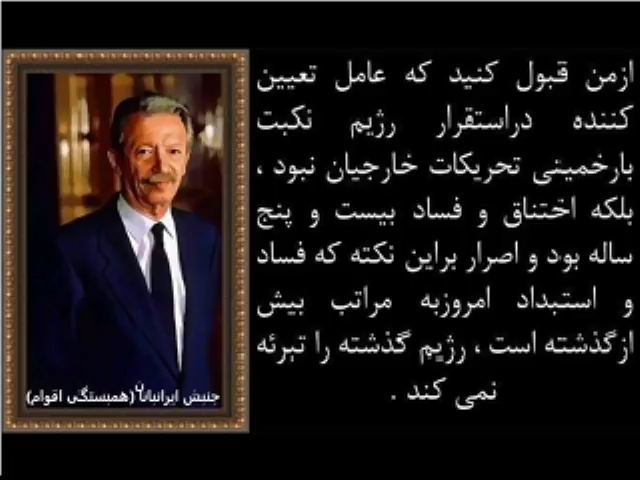 ازمن قبول کنید که عامل تعیین
کننده دراستقرار رژیم نکبت
بارخمینی تحریکات خارجیان نبود ،
بلکه اختناق و فساد بیست و پنج
ساله بود و اصرار براین نکته که فساد
و استبداد امروزبه مراتب بیش
ازگذشته است ، رژیم گذشته را تبرئه
نمی کند .
جنبش ایرانیان (همبستگی اقوام)